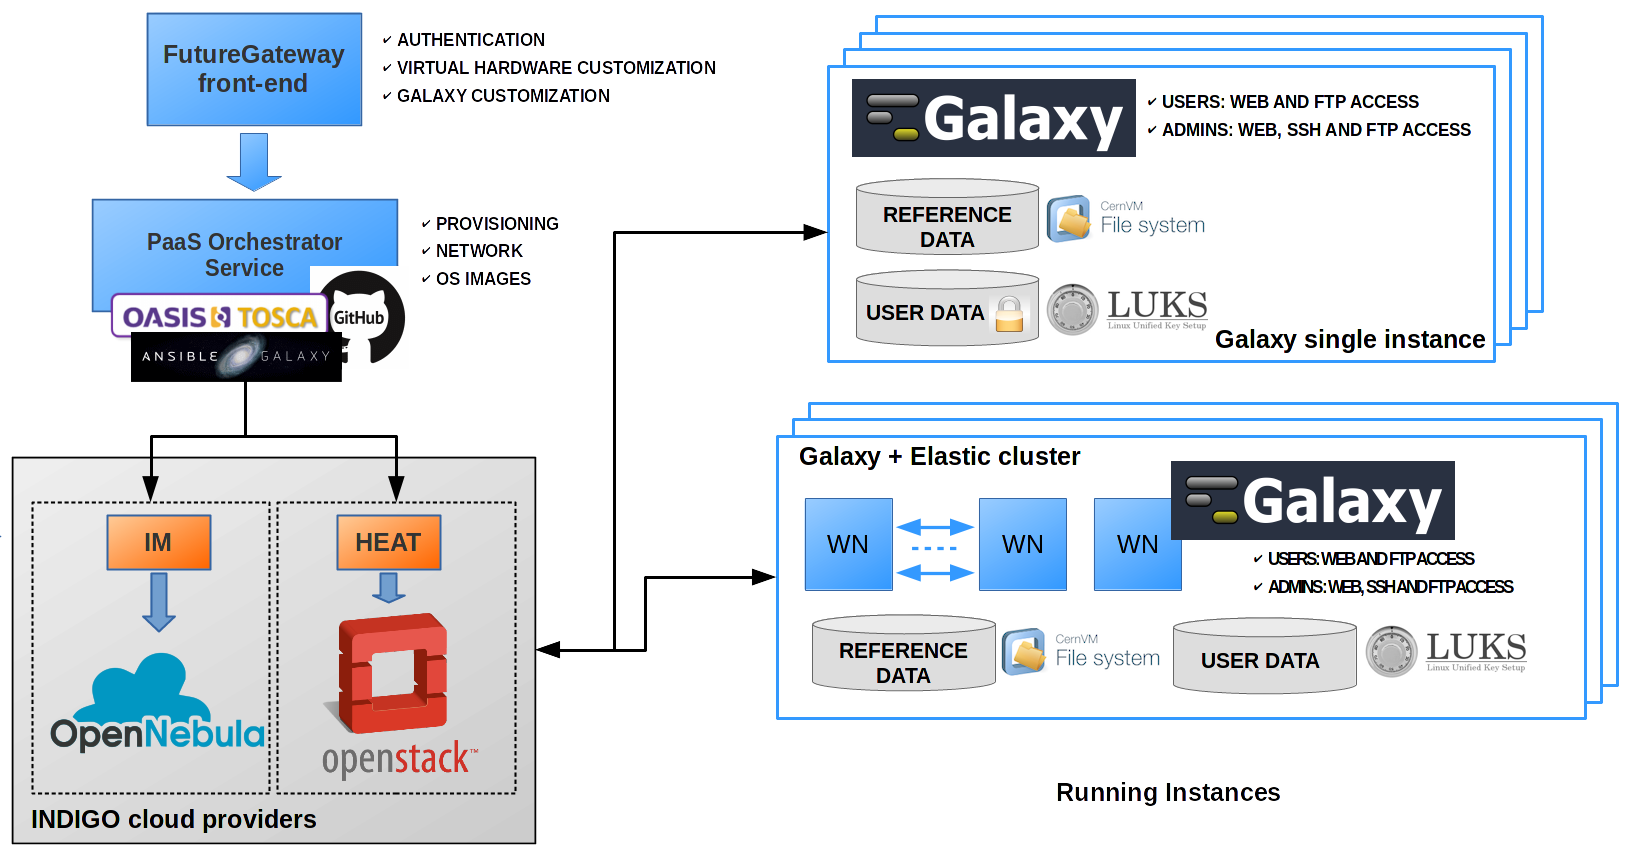 FutureGateway
front-end
✓ AUTHENTICATION
✓ VIRTUAL HARDWARE CUSTOMIZATION
✓ GALAXY CUSTOMIZATION
PaaS Orchestrator
Service
✓ PROVISIONING
✓ NETWORK
✓ OS IMAGES
OASIS TOSCA
GitHub
ANSIBLE GALAXY
IM
HEAT
OpenNebula
openstack™
INDIGO cloud providers
Galaxy
✓ USERS: WEB AND FTP ACCESS
✓ ADMINS: WEB, SSH AND FTP ACCESS
REFERENCE
DATA
CernVM
File system
USER DATA
LUKS
Linux Unified Key Setup
Galaxy single instance
Galaxy + Elastic cluster
Galaxy
WN
WN
WN
✓ USERS: WEB AND FTP ACCESS
✓ ADMINS: WEB, SSH AND FTP ACCESS
REFERENCE
DATA
CernVM
File system
USER DATA
LUKS
Linux Unified Key Setup
Running Instances